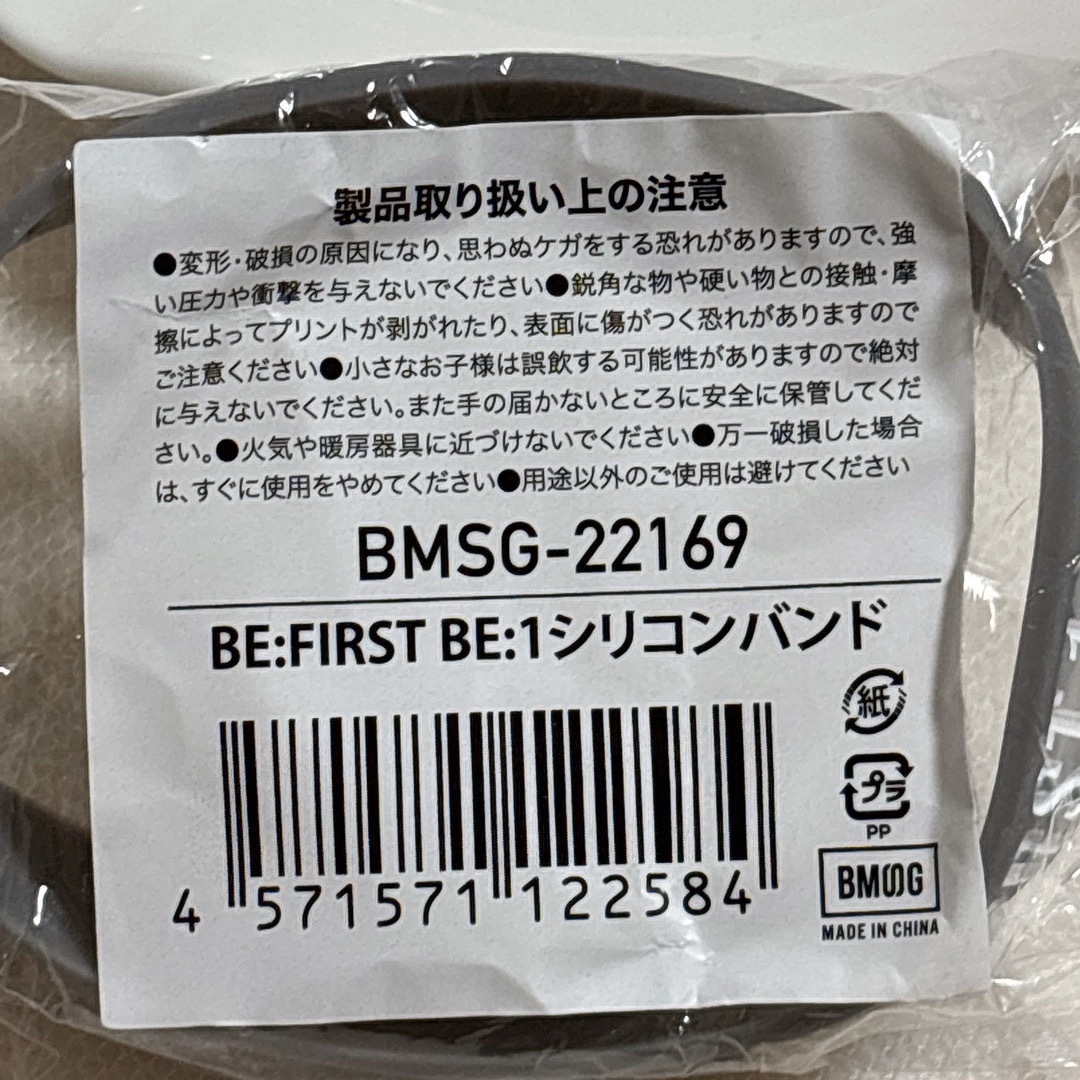 製品取り扱い上の注意
●変形・破損の原因になり、思わぬケガをする恐れがありますので、強
い圧力や衝撃を与えないでください●鋭角な物や硬い物との接触・摩
擦によってプリントが剥がれたり、表面に傷がつく恐れがありますので
ご注意ください●小さなお子様は誤飲する可能性がありますので絶対
に与えないでください。また手の届かないところに安全に保管してくだ
さい。●火気や暖房器具に近づけないでください●万一破損した場合
は、すぐに使用をやめてください●用途以外のご使用は避けてください
BMSG-22169
BE:FIRST BE:1シリコンバンド
紙
プラ
PP
4 571571 122584
BMSG
MADE IN CHINA